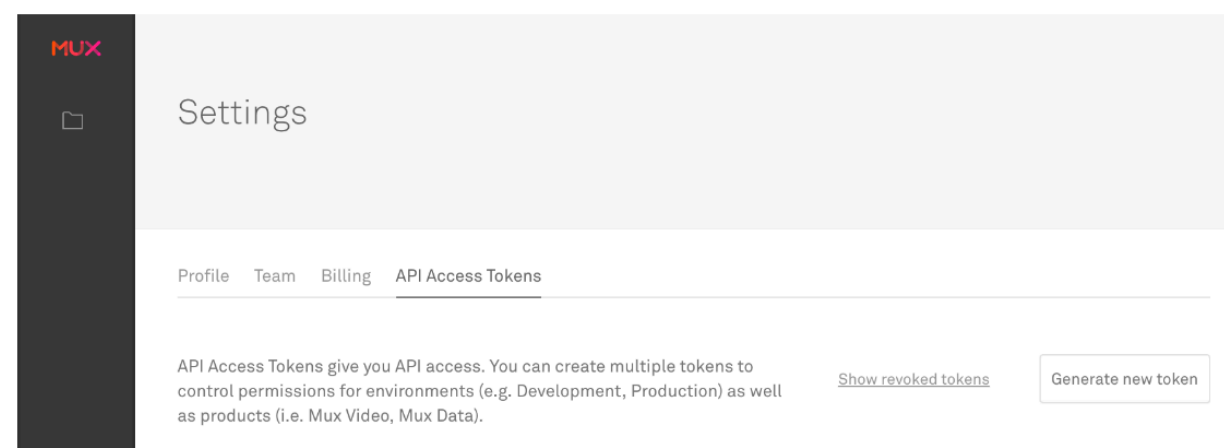 MUX
Settings
Profile Team Billing API Access Tokens
API Access Tokens give you API access. You can create multiple tokens to
control permissions for environments (e.g. Development, Production) as well
as products (i.e. Mux Video, Mux Data).
Show revoked tokens
Generate new token